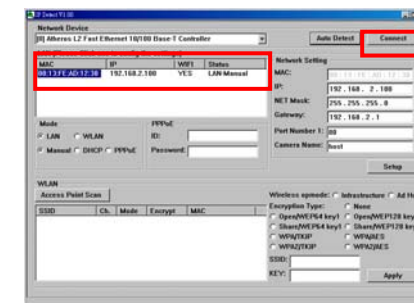 IP Detect V1.00
Network Device
[0] Atheros L2 Fast Ethernet 10/100 Base-T Controller
Auto Detect
Connect
MAC IP WIFI Status
00:13:FE:AD:12:30 192.168.2.100 YES LAN-Manual
Network Setting
MAC:
IP: 192.168.2.100
NET Mask: 255.255.255.0
Gateway: 192.168.2.1
Port Number 1: 80
Camera Name: host
Mode
LAN WLAN
Manual DHCP PPPoE
PPPoE
ID:
Password:
Setup
WLAN
Access Point Scan
SSID Ch. Mode Encrypt MAC
Wireless opmode: Infrastructure Ad Ho
Encryption Type: None
Open/WEP64 key1 Open/WEP128 key
Share/WEP64 key1 Share/WEP128 key
WPA/TKIP WPA/AES
WPA2/TKIP WPA2/AES
SSID:
KEY:
Apply